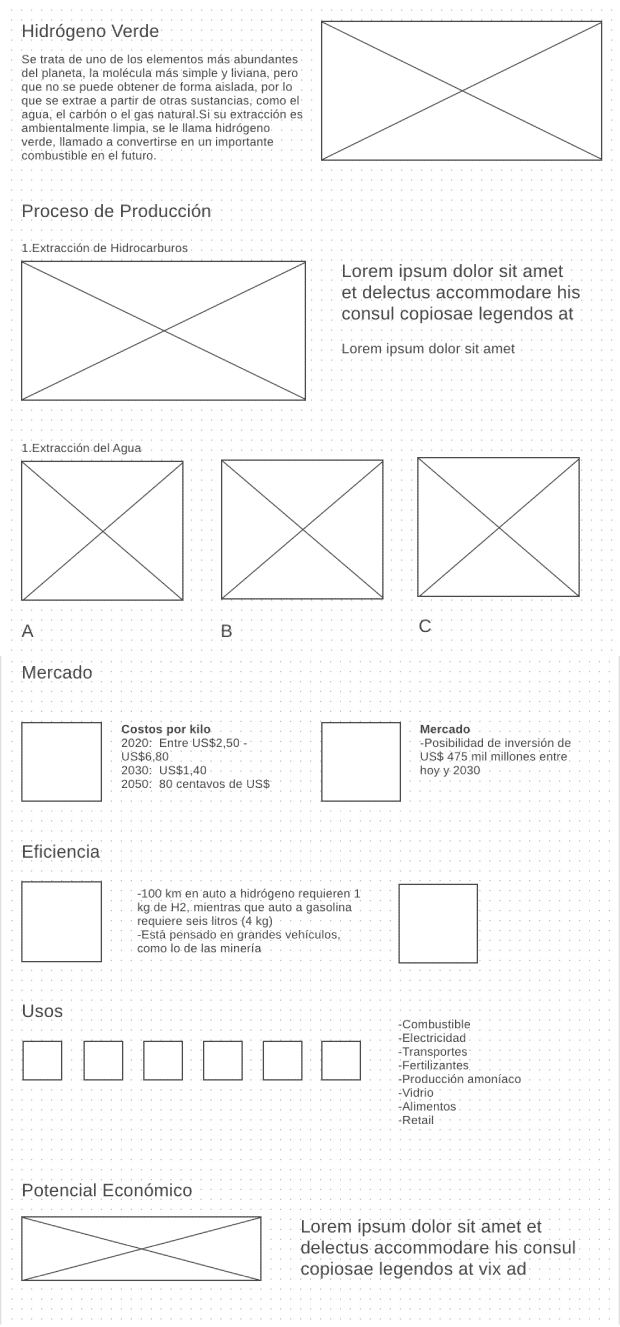 Hidrógeno Verde
Se trata de uno de los elementos más abundantes
del planeta, la molécula más simple y liviana, pero
que no se puede obtener de forma aislada, por lo
que se extrae a partir de otras sustancias, como el
agua, el carbón o el gas natural.Si su extracción es
ambientalmente limpia, se le llama hidrógeno
verde, llamado a convertirse en un importante
combustible en el futuro.
Proceso de Producción
1.Extracción de Hidrocarburos
Lorem ipsum dolor sit amet
et delectus accommodare his
consul copiosae legendos at
Lorem ipsum dolor sit amet
1.Extracción del Agua
A
B
C
Mercado
Costos por kilo
2020:  Entre US$2,50 -
US$6,80
2030:  US$1,40
2050:  80 centavos de US$
Mercado
-Posibilidad de inversión de
US$ 475 mil millones entre
hoy y 2030
Eficiencia
-100 km en auto a hidrógeno requieren 1
kg de H2, mientras que auto a gasolina
requiere seis litros (4 kg)
-Está pensado en grandes vehículos,
como lo de las minería
Usos
-Combustible
-Electricidad
-Transportes
-Fertilizantes
-Producción amoníaco
-Vidrio
-Alimentos
-Retail
Potencial Económico
Lorem ipsum dolor sit amet et
delectus accommodare his consul
copiosae legendos at vix ad